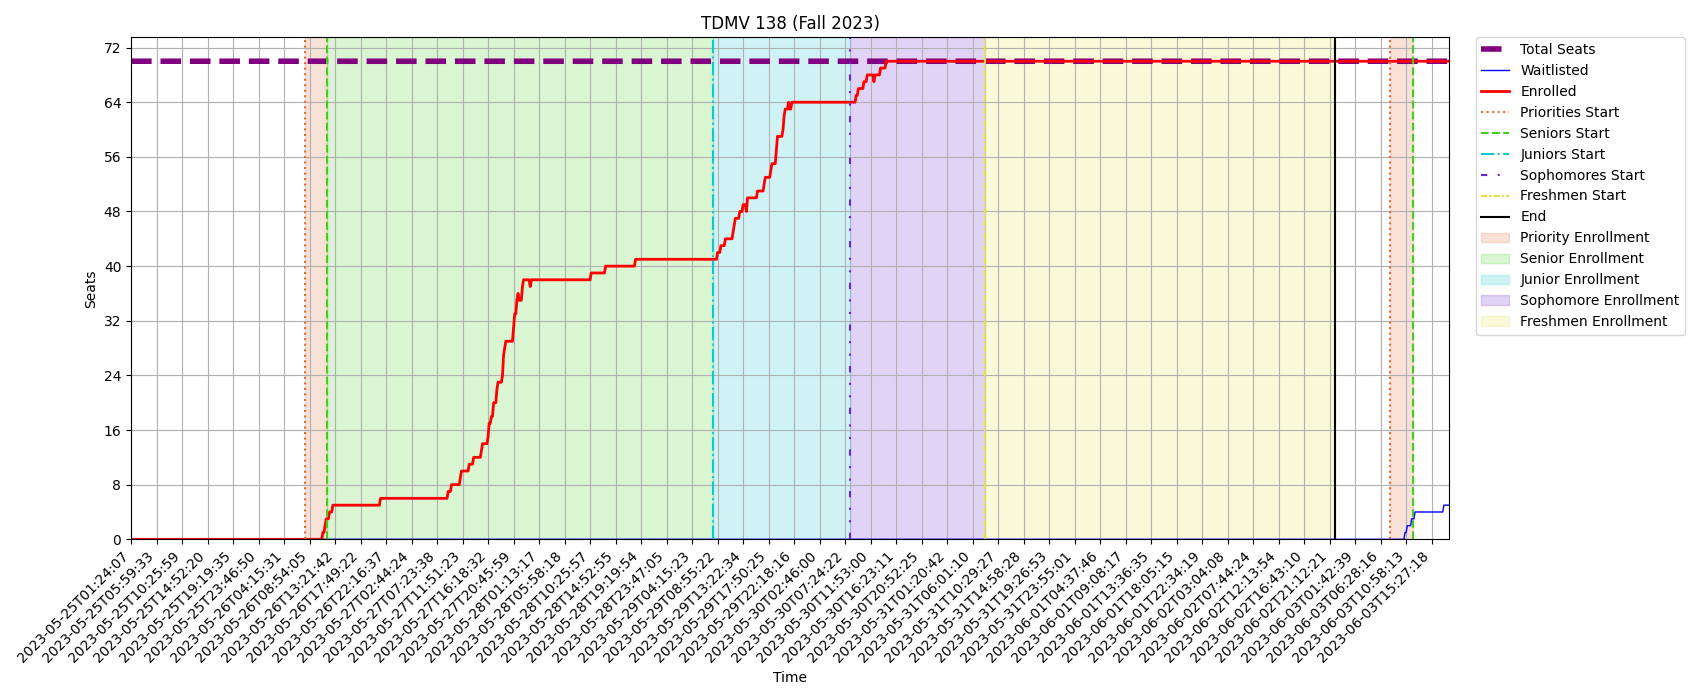 TDMV 138 (Fall 2023)
Seats
72
64
56
48
40
32
24
16
8
0
2023-05-25T01:24:07
2023-05-25T05:59:33
2023-05-25T10:25:59
2023-05-25T14:52:20
2023-05-25T19:19:35
2023-05-25T23:46:50
2023-05-26T04:15:31
2023-05-26T08:54:05
2023-05-26T13:21:42
2023-05-26T17:49:22
2023-05-26T22:16:37
2023-05-27T02:44:24
2023-05-27T07:23:38
2023-05-27T11:51:23
2023-05-27T16:18:32
2023-05-27T20:45:59
2023-05-28T01:13:17
2023-05-28T05:58:18
2023-05-28T10:25:57
2023-05-28T14:52:55
2023-05-28T19:19:54
2023-05-28T23:47:05
2023-05-29T04:15:23
2023-05-29T08:55:22
2023-05-29T13:22:34
2023-05-29T17:50:25
2023-05-29T22:18:16
2023-05-30T02:46:00
2023-05-30T07:24:22
2023-05-30T11:53:00
2023-05-30T16:23:11
2023-05-30T20:52:25
2023-05-31T01:20:42
2023-05-31T06:01:10
2023-05-31T10:29:27
2023-05-31T14:58:28
2023-05-31T19:26:53
2023-05-31T23:55:01
2023-06-01T04:37:46
2023-06-01T09:08:17
2023-06-01T13:36:35
2023-06-01T18:05:15
2023-06-01T22:34:19
2023-06-02T03:04:08
2023-06-02T07:44:24
2023-06-02T12:13:54
2023-06-02T16:43:10
2023-06-02T21:12:21
2023-06-03T01:42:39
2023-06-03T06:28:16
2023-06-03T10:58:13
2023-06-03T15:27:18
Time
Total Seats
Waitlisted
Enrolled
Priorities Start
Seniors Start
Juniors Start
Sophomores Start
Freshmen Start
End
Priority Enrollment
Senior Enrollment
Junior Enrollment
Sophomore Enrollment
Freshmen Enrollment